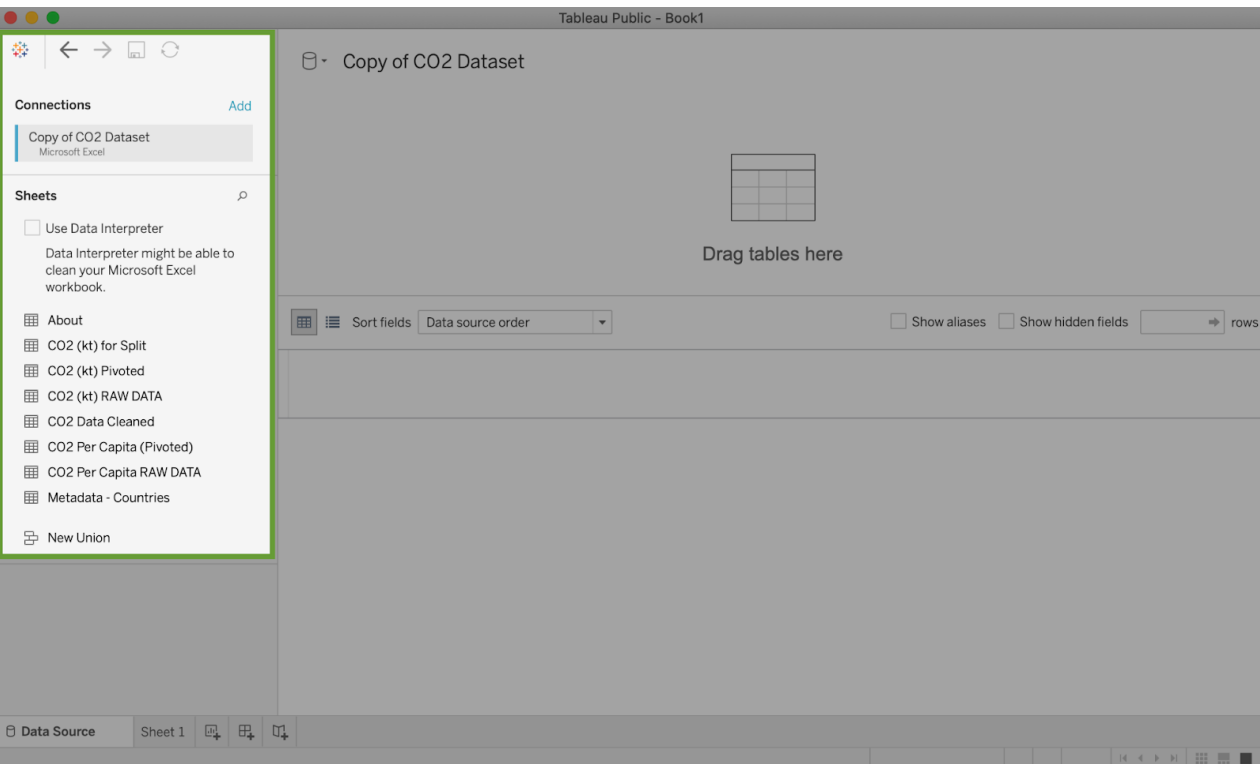 Tableau Public - Book1
Copy of CO2 Dataset
Connections
Add
Copy of CO2 Dataset
Microsoft Excel
Sheets
Use Data Interpreter
Data Interpreter might be able to
clean your Microsoft Excel
workbook.
About
CO2 (kt) for Split
CO2 (kt) Pivoted
CO2 (kt) RAW DATA
CO2 Data Cleaned
CO2 Per Capita (Pivoted)
CO2 Per Capita RAW DATA
Metadata - Countries
New Union
Drag tables here
Sort fields Data source order Show aliases Show hidden fields rows
Data Source Sheet 1